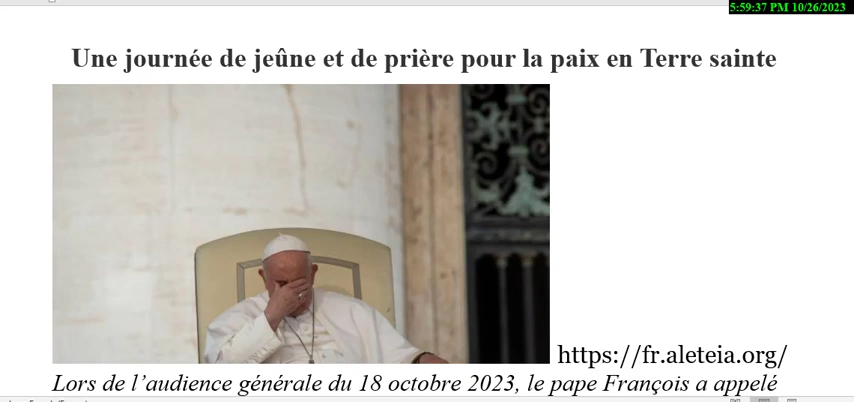 5:59:37 PM 10/26/2023
Une journée de jeûne et de prière pour la paix en Terre sainte
https://fr.aleteia.org/
Lors de l’audience générale du 18 octobre 2023, le pape François a appelé